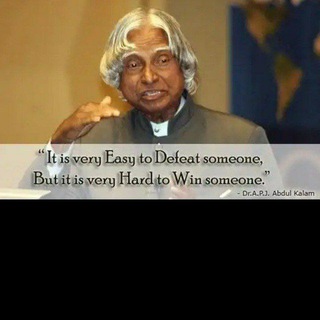 “It is very Easy to Defeat someone,
But it is very Hard to Win someone.”
- Dr.A.P.J. Abdul Kalam